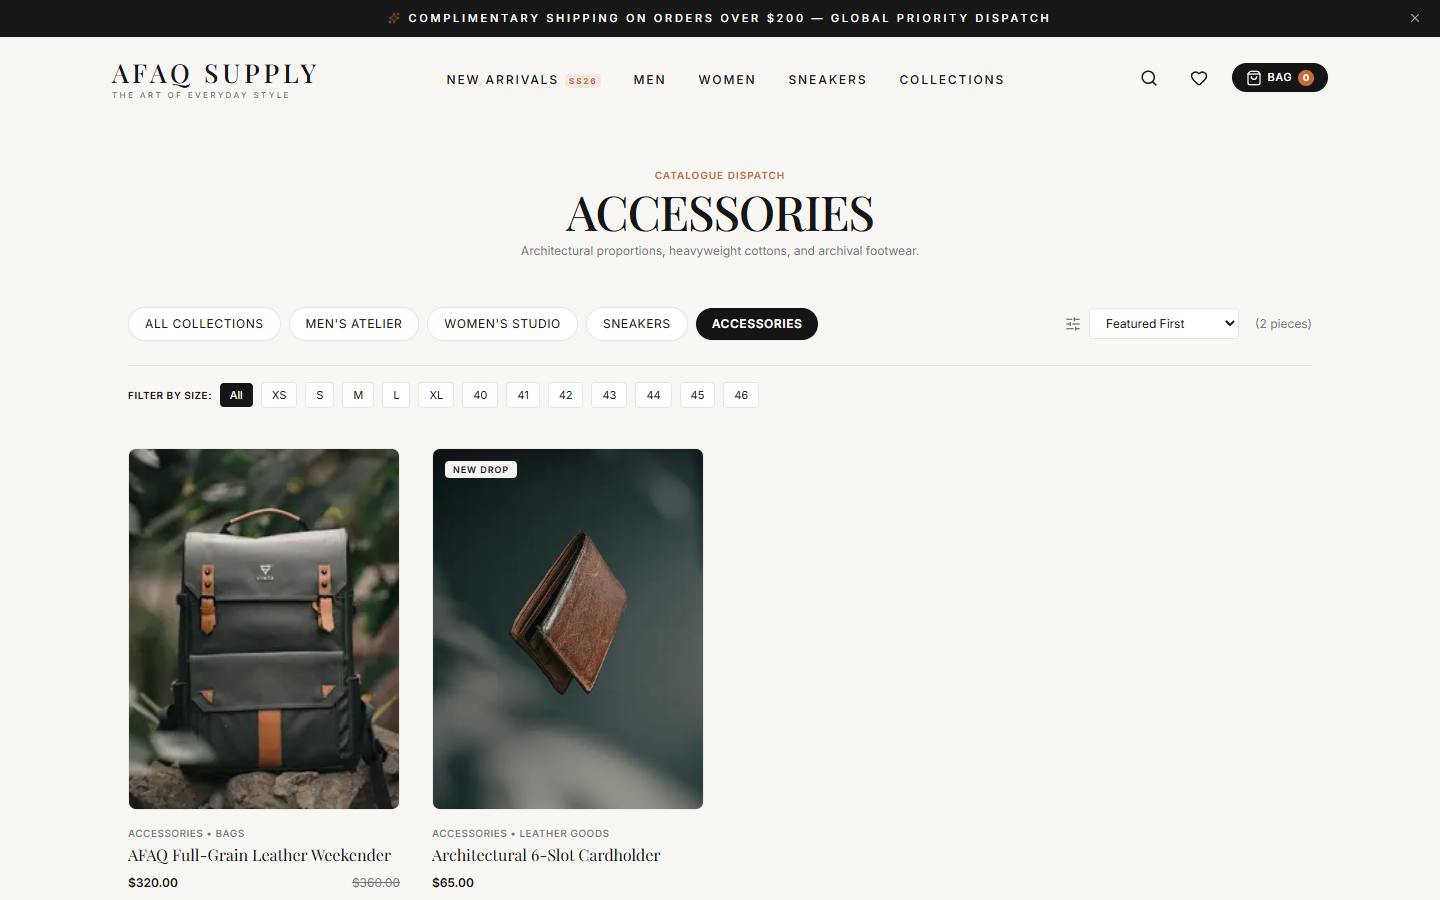 COMPLIMENTARY SHIPPING ON ORDERS OVER $200 — GLOBAL PRIORITY DISPATCH
AFAQ SUPPLY
THE ART OF EVERYDAY STYLE
NEW ARRIVALS SS26 MEN WOMEN SNEAKERS COLLECTIONS
BAG 0
CATALOGUE DISPATCH
ACCESSORIES
Architectural proportions, heavyweight cottons, and archival footwear.
ALL COLLECTIONS MEN'S ATELIER WOMEN'S STUDIO SNEAKERS ACCESSORIES
Featured First (2 pieces)
FILTER BY SIZE: All XS S M L XL 40 41 42 43 44 45 46
NEW DROP
ACCESSORIES • BAGS
AFAQ Full-Grain Leather Weekender
$320.00 $360.00
ACCESSORIES • LEATHER GOODS
Architectural 6-Slot Cardholder
$65.00